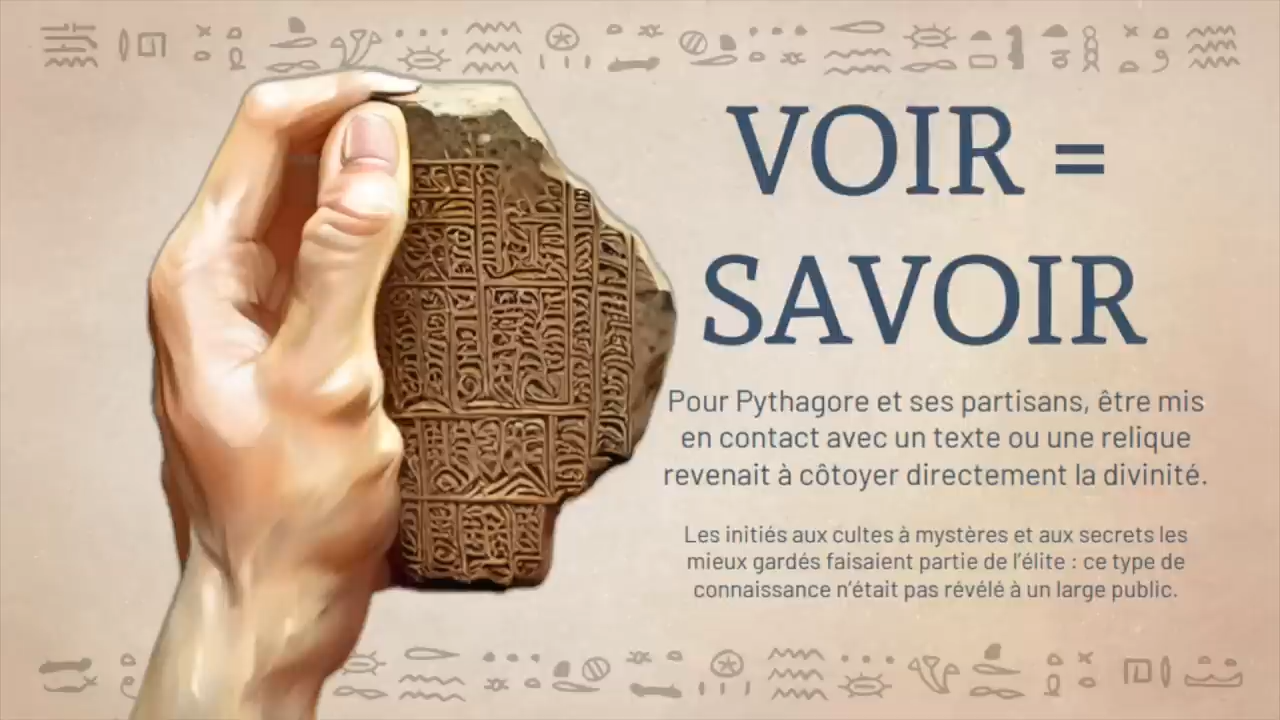 VOIR =
SAVOIR
Pour Pythagore et ses partisans, être mis
en contact avec un texte ou une relique
revenait à côtoyer directement la divinité.
Les initiés aux cultes à mystères et aux secrets les
mieux gardés faisaient partie de l'élite : ce type de
connaissance n'était pas révélé à un large public.